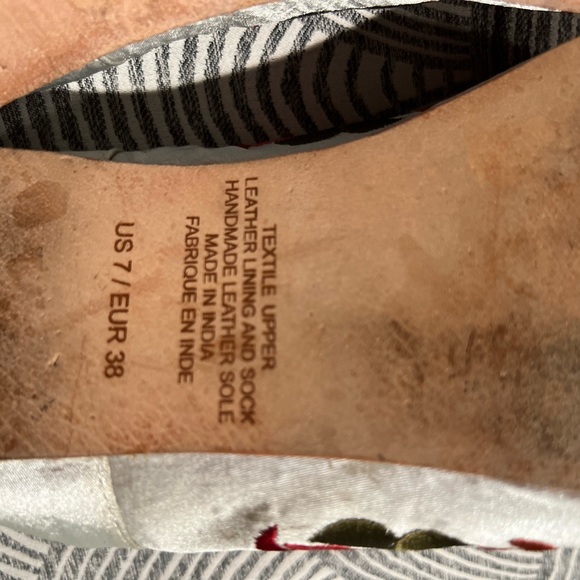 TEXTILE UPPER
LEATHER LINING AND SOCK
HANDMADE LEATHER SOLE
MADE IN INDIA
FABRIQUE EN INDE
US 7 / EUR 38